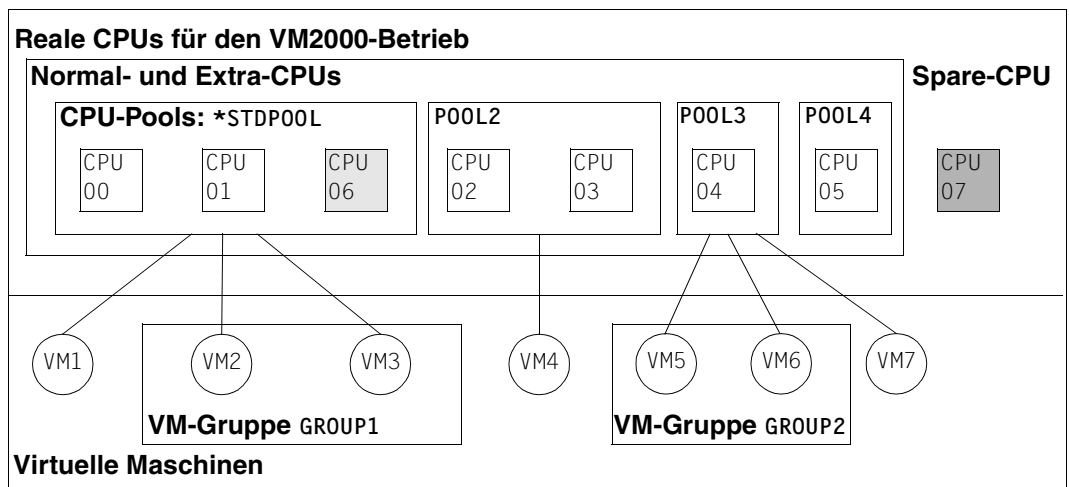 Reale CPUs für den VM2000-Betrieb
Normal- und Extra-CPUs
Spare-CPU
CPU-Pools: *STDPOOL
POOL2
POOL3
POOL4
CPU
00
CPU
01
CPU
06
CPU
02
CPU
03
CPU
04
CPU
05
CPU
07
VM1
VM2
VM3
VM4
VM5
VM6
VM7
VM-Gruppe GROUP1
VM-Gruppe GROUP2
Virtuelle Maschinen